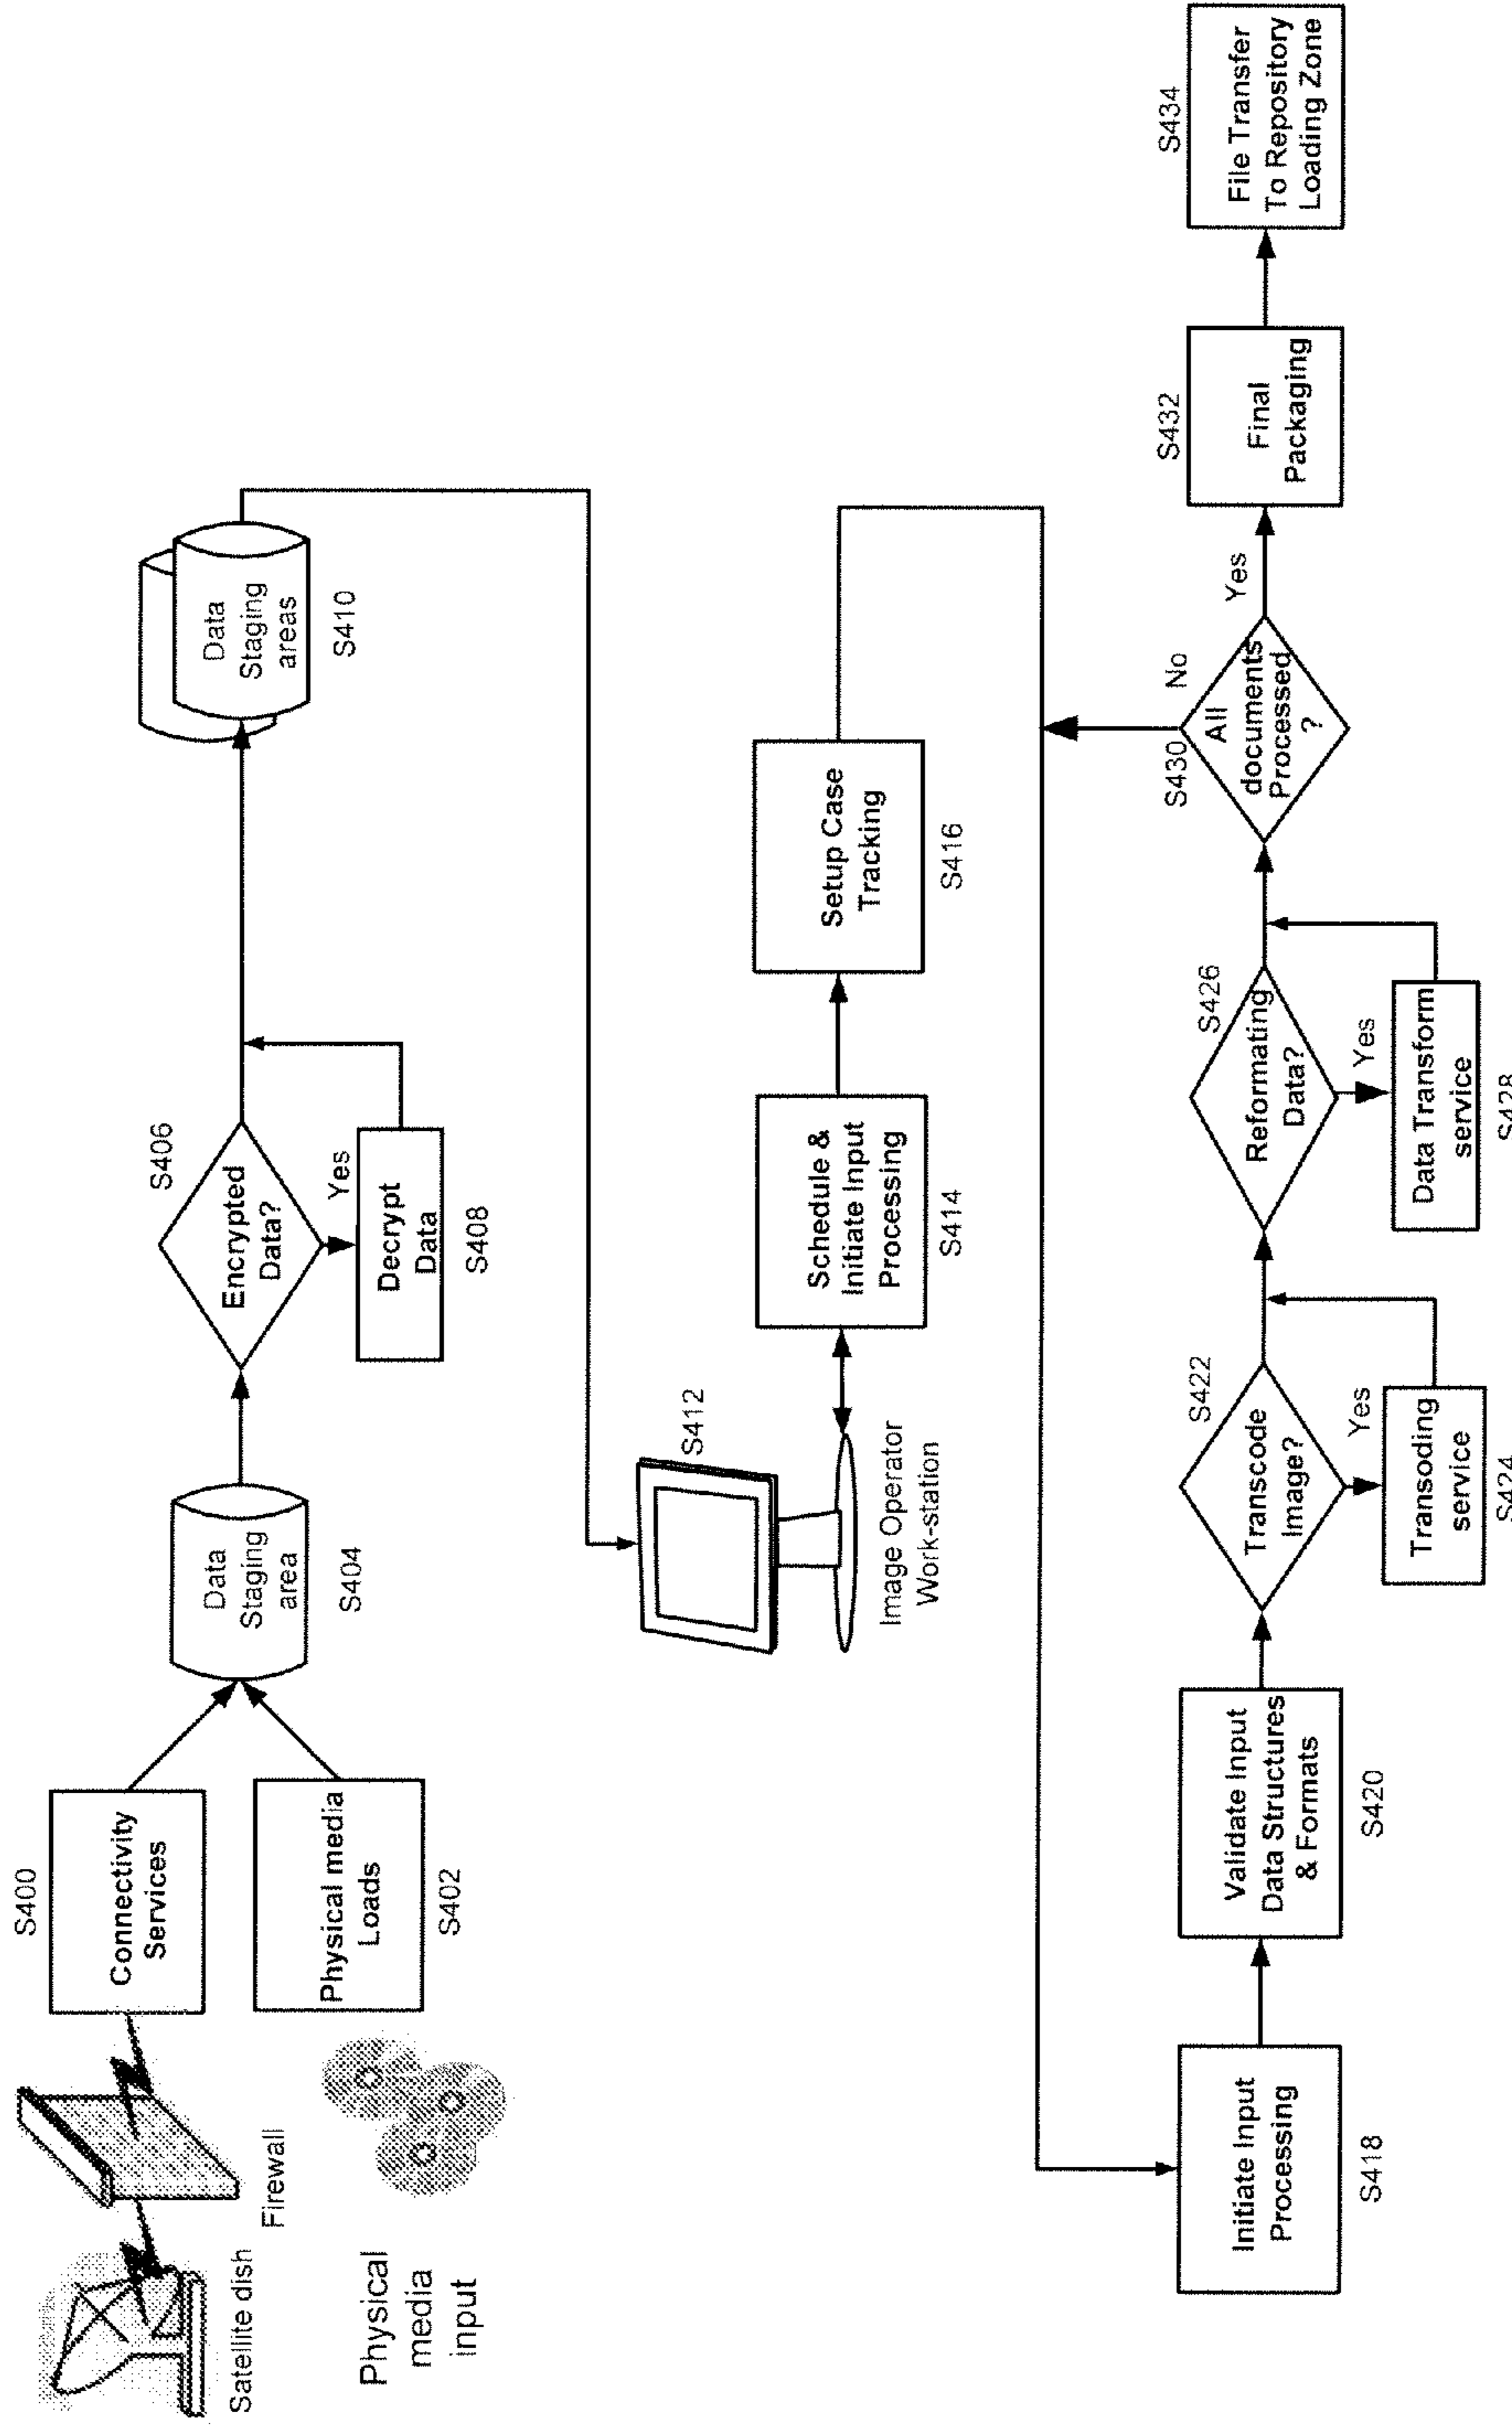 S400
Connectivity
Services
Satellite dish
Firewall
Physical
media
input
Physical media
Loads
S402
Data
Staging
area
S404
S406
Encrypted
Data?
Yes
Decrypt
Data
S408
Data
Staging
areas
S410
S412
Image Operator
Work-station
Schedule &
Initiate Input
Processing
S414
Setup Case
Tracking
S416
Initiate Input
Processing
S418
Validate Input
Data Structures
& Formats
S420
S422
Transcode
Image?
Yes
Transcoding
service
S424
S426
Reformating
Data?
Yes
Data Transform
service
S428
S430
No
All
documents
Processed
?
Yes
S432
Final
Packaging
S434
File Transfer
To Repository
Loading Zone